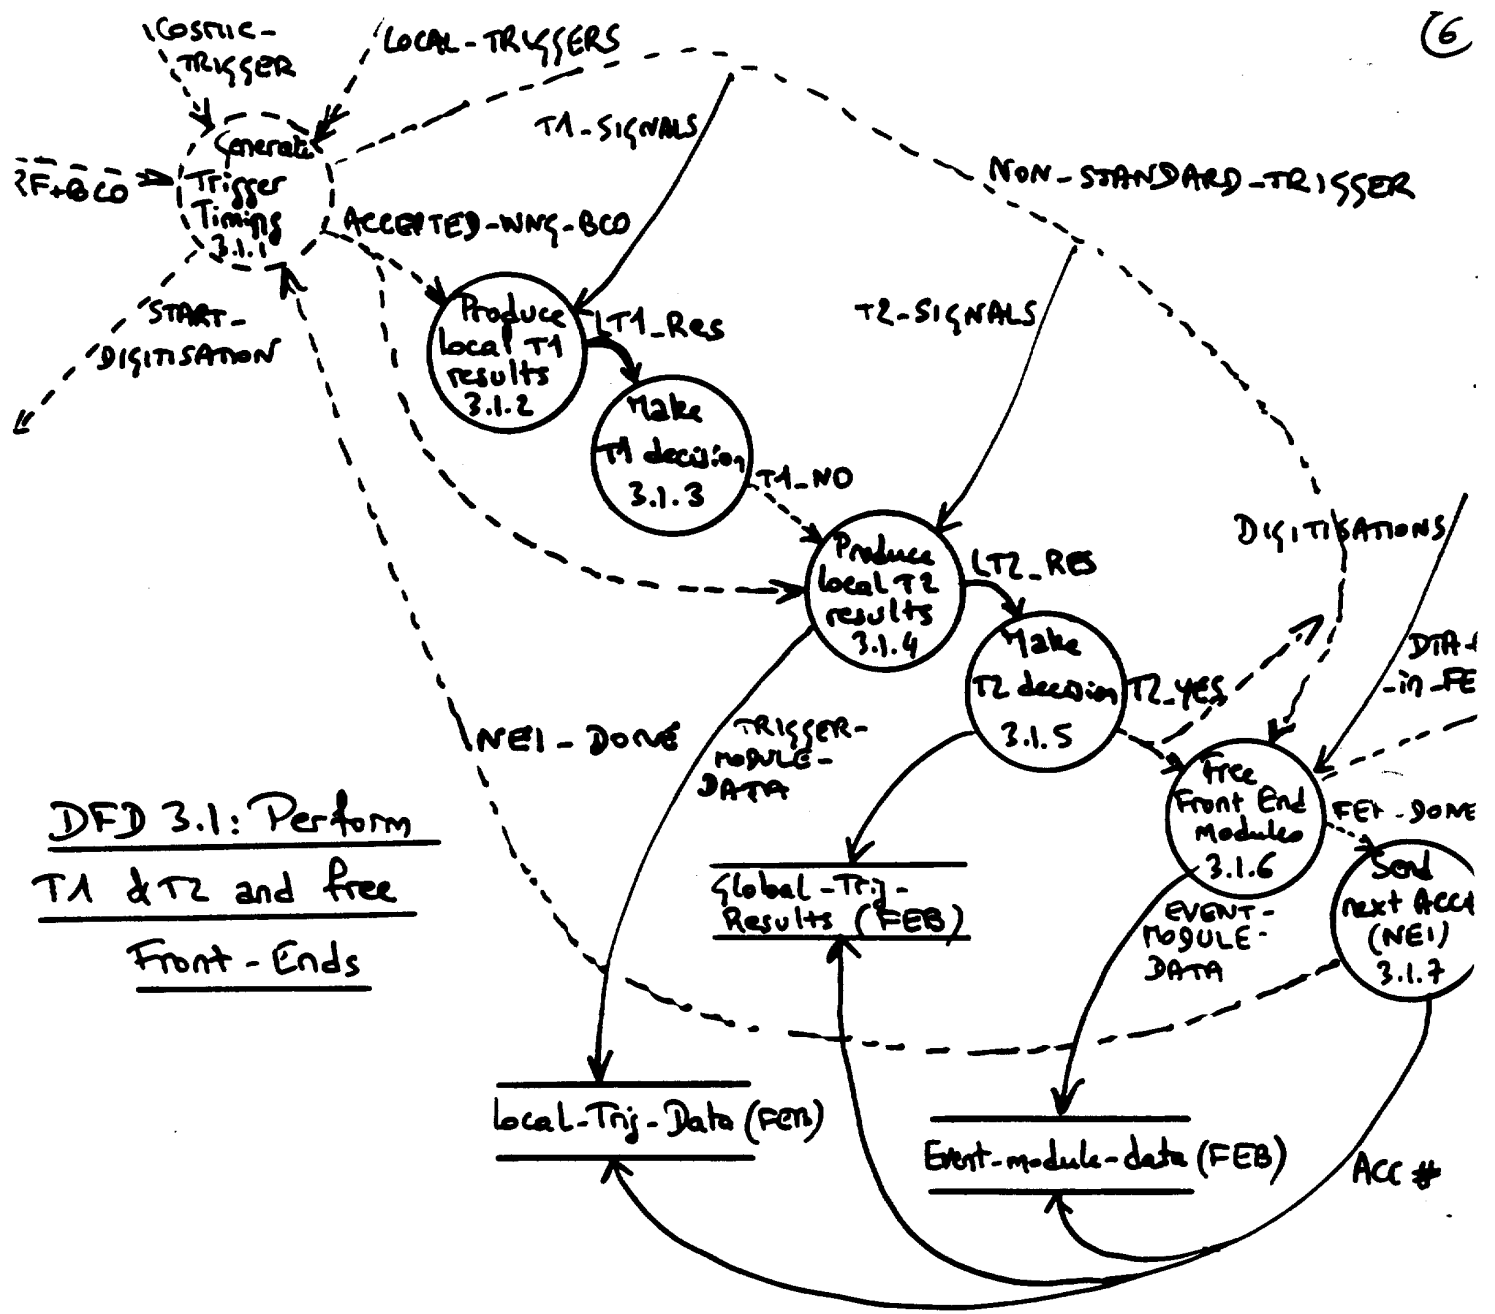 6
COSMIC-
TRIGGER
LOCAL-TRIGGERS
T1-SIGNALS
NON-STANDARD-TRIGGER
Generate
Trigger
Timing
3.1.1
F+BCO
ACCEPTED-WNG-BCO
START-
DIGITISATION
Produce
local T1
results
3.1.2
LT1_Res
T2-SIGNALS
Make
T1 decision
3.1.3
T1_NO
DIGITISATIONS
Produce
local T2
results
3.1.4
LT2_RES
Make
T2 decision
3.1.5
T2_YES
-in-FE
NEI-DONE
TRIGGER-
MODULE-
DATA
Free
Front End
Modules
3.1.6
FEI-DONE
Send
next ACC#
(NEI)
3.1.7
DFD 3.1: Perform
T1 & T2 and free
Front-Ends
Global-Trig-
Results (FEB)
EVENT-
MODULE-
DATA
Local-Trig-Data (FEB)
Event-module-data (FEB)
ACC #